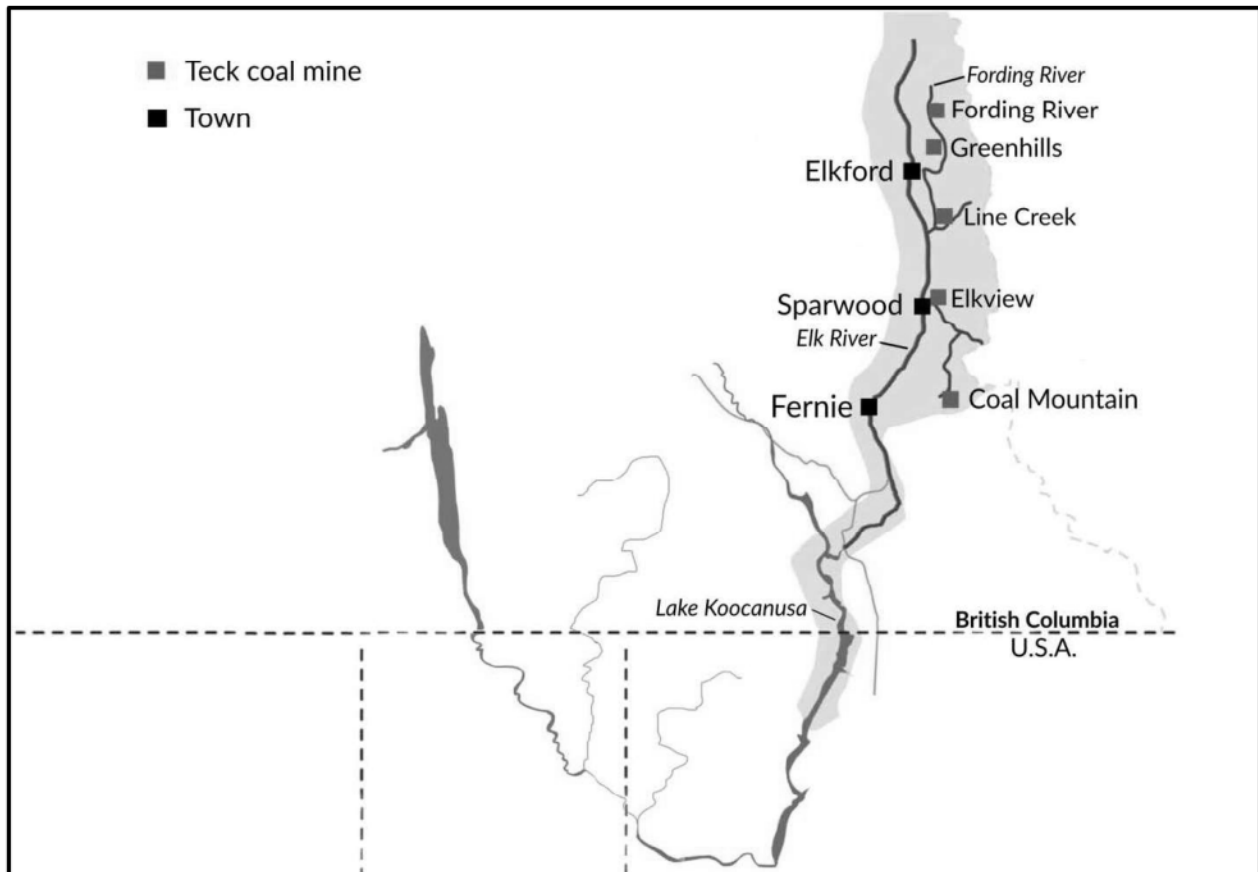 Teck coal mine
Town
Fording River
Fording River
Greenhills
Elkford
Line Creek
Elkview
Sparwood
Elk River
Coal Mountain
Fernie
Lake Koocanusa
British Columbia
U.S.A.